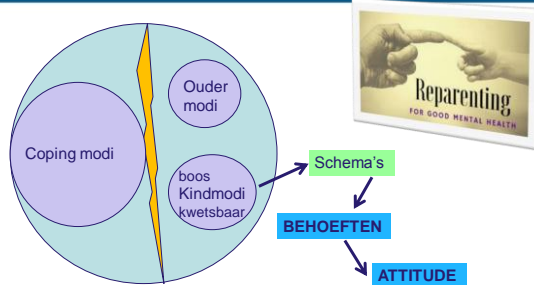 Ouder
modi
Coping modi
boos
Kindmodi
kwetsbaar
Reparenting
FOR GOOD MENTAL HEALTH
Schema's
BEHOEFTEN
ATTITUDE